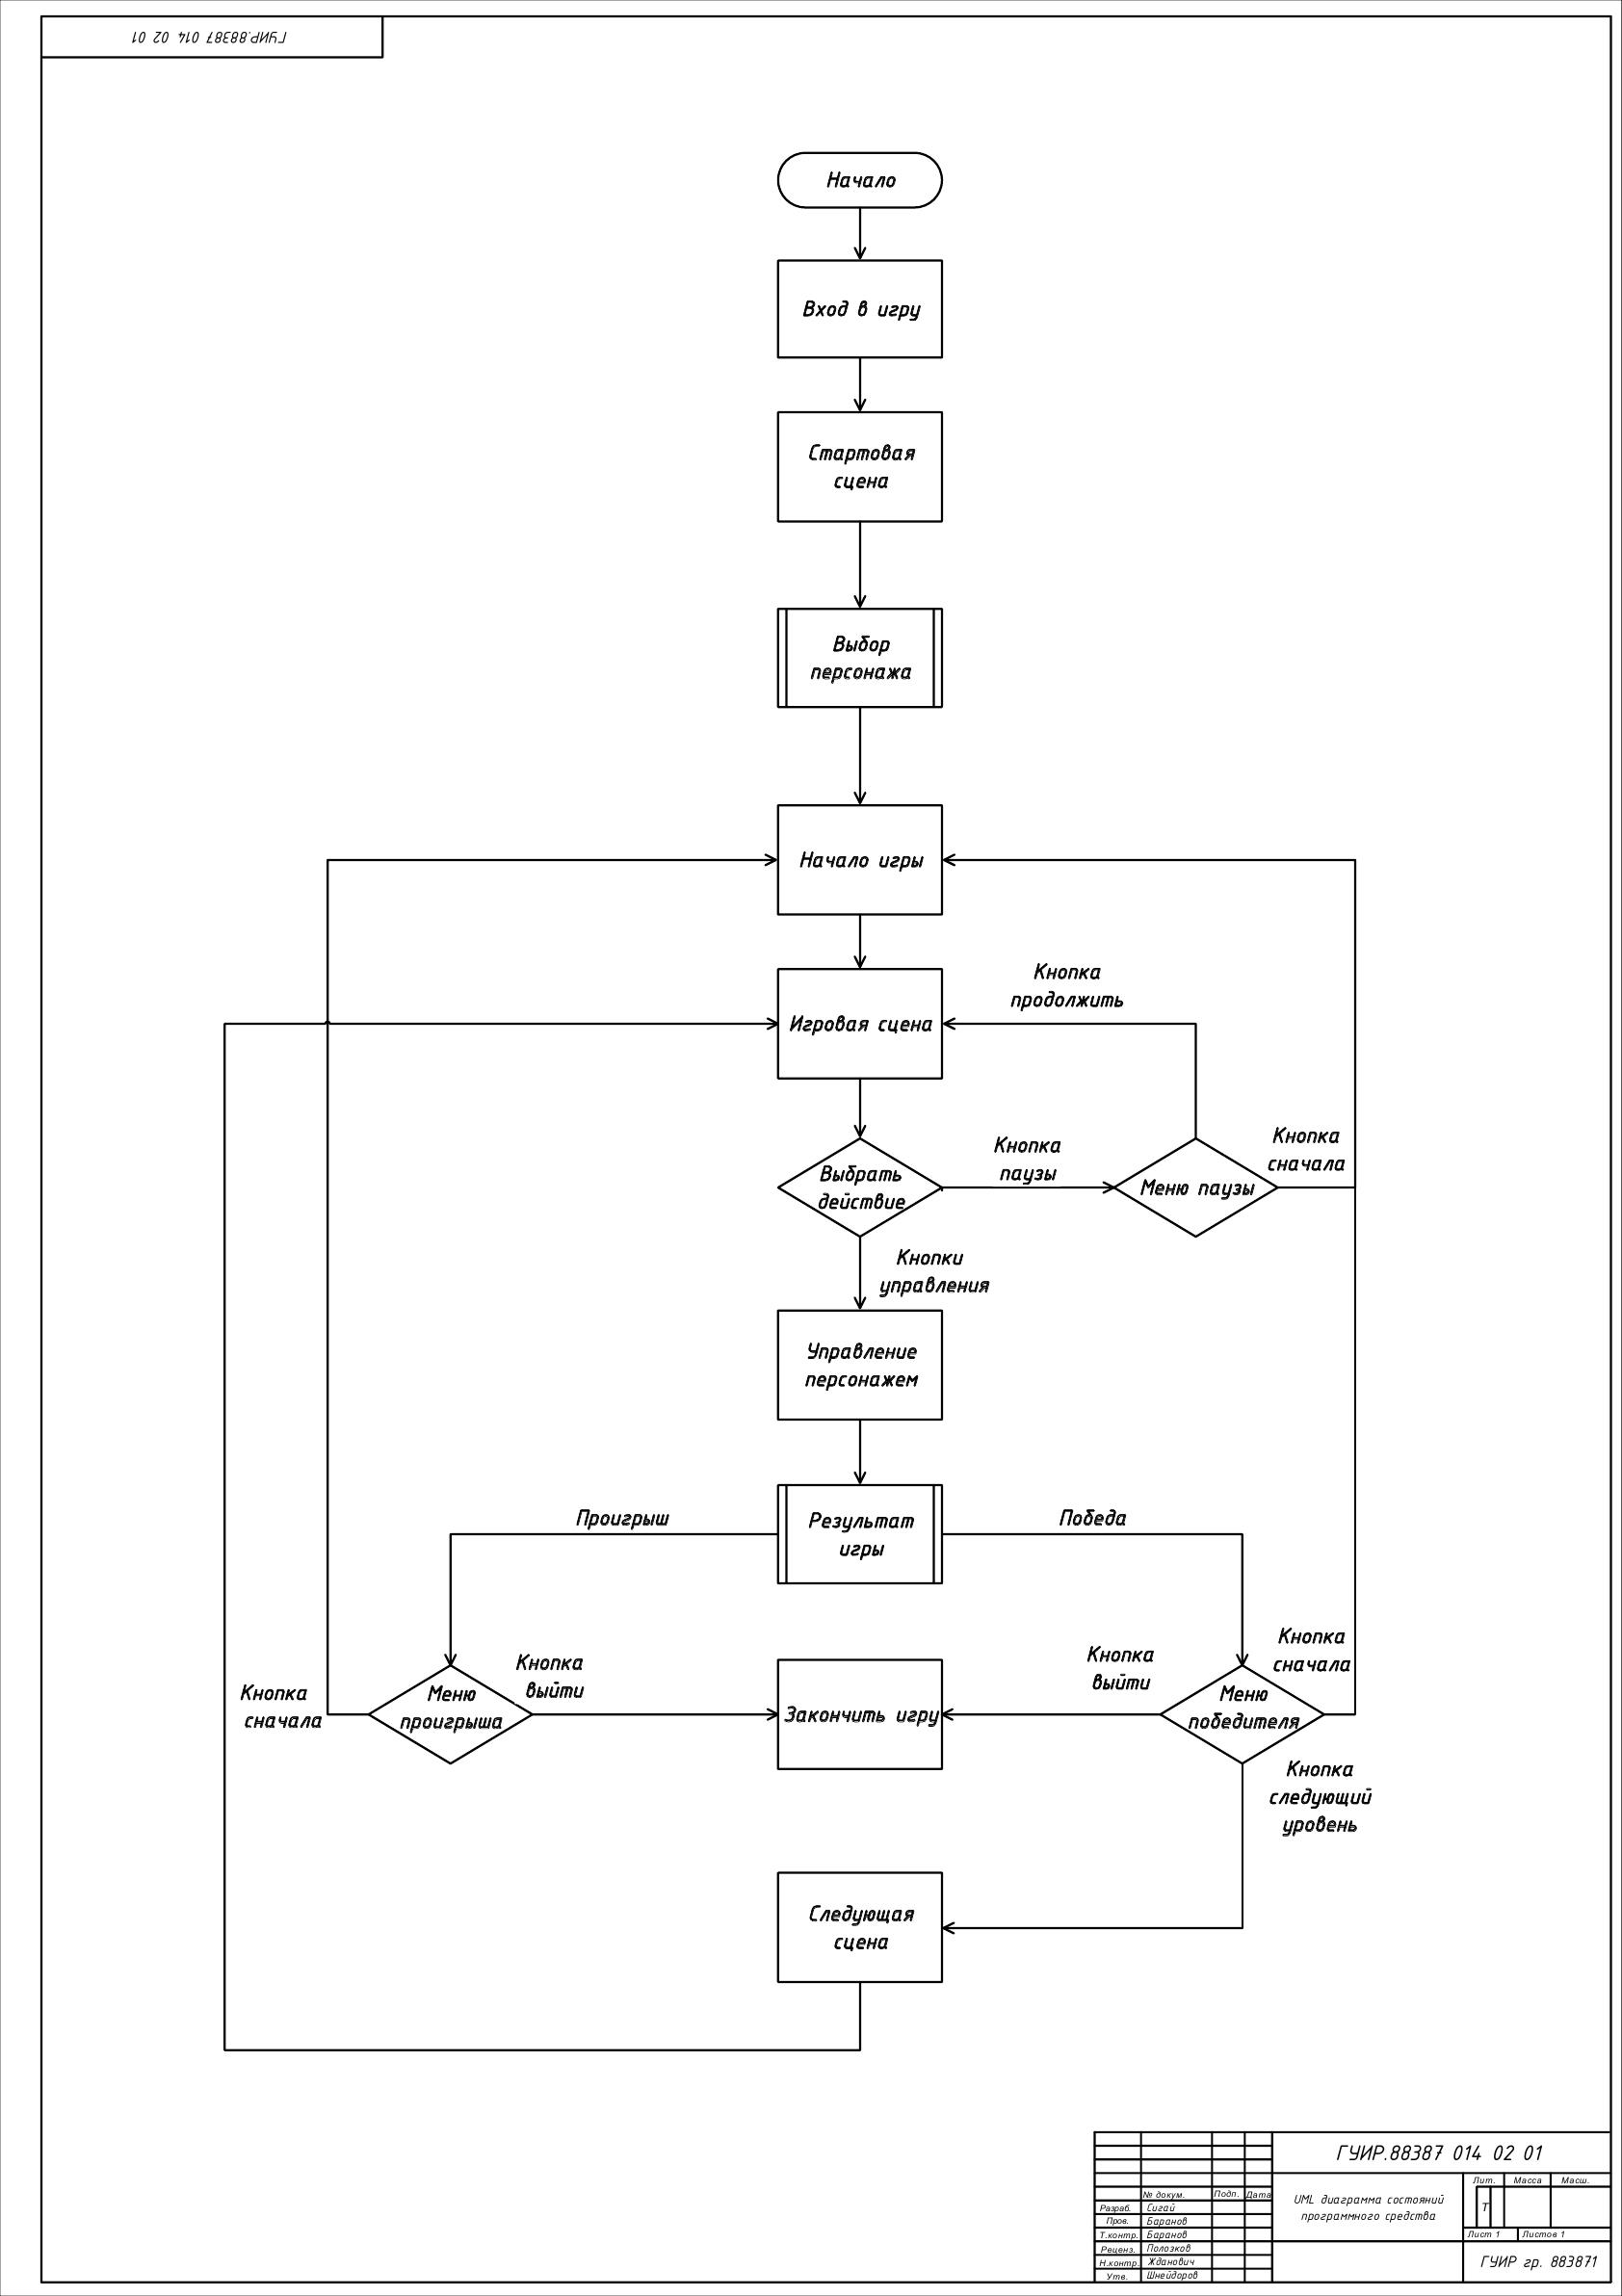 ГУИР.88387 014 02 01
Начало
Вход в игру
Стартовая
сцена
Выбор
персонажа
Начало игры
Кнопка
продолжить
Игровая сцена
Кнопка
паузы
Кнопка
сначала
Выбрать
действие
Меню паузы
Кнопки
управления
Управление
персонажем
Проигрыш
Победа
Результат
игры
Кнопка
сначала
Меню
проигрыша
Кнопка
выйти
Закончить игру
Кнопка
выйти
Меню
победителя
Кнопка
сначала
Кнопка
следующий
уровень
Следующая
сцена
ГУИР.88387 014 02 01
№ докум. Подп. Дата
Разраб. Сигай
Пров. Баранов
Т.контр. Баранов
Реценз. Полозков
Н.контр. Жданович
Утв. Шнейдоров
UML диаграмма состояний
программного средства
Лит. Масса Масш.
Т
Лист 1 Листов 1
ГУИР гр. 883871